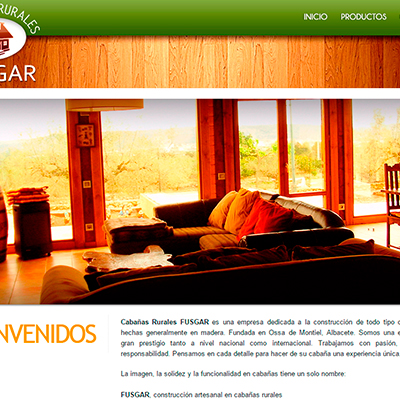 RURALES
INICIO PRODUCTOS
GAR
NVENIDOS
Cabañas Rurales FUSGAR es una empresa dedicada a la construcción de todo tipo
hechas generalmente en madera. Fundada en Ossa de Montiel, Albacete. Somos una e
gran prestigio tanto a nivel nacional como internacional. Trabajamos con pasión,
responsabilidad. Pensamos en cada detalle para hacer de su cabaña una experiencia única
La imagen, la solidez y la funcionalidad en cabañas tiene un solo nombre:
FUSGAR, construcción artesanal en cabañas rurales